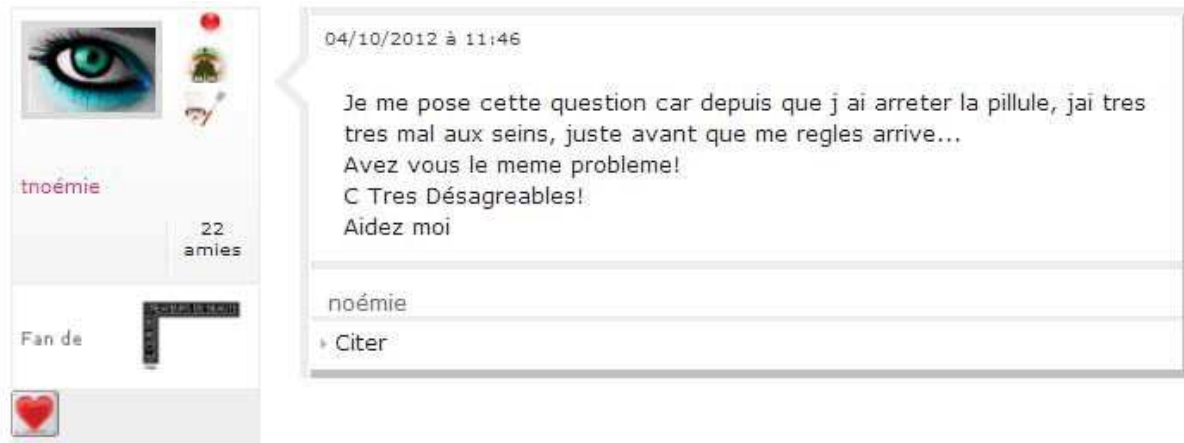 04/10/2012 à 11:46
Je me pose cette question car depuis que j ai arreter la pillule, jai tres
tres mal aux seins, juste avant que me regles arrive...
Avez vous le meme probleme!
C Tres Désagreables!
Aidez moi
tnoémie
22
amies
noémie
Fan de
Citer